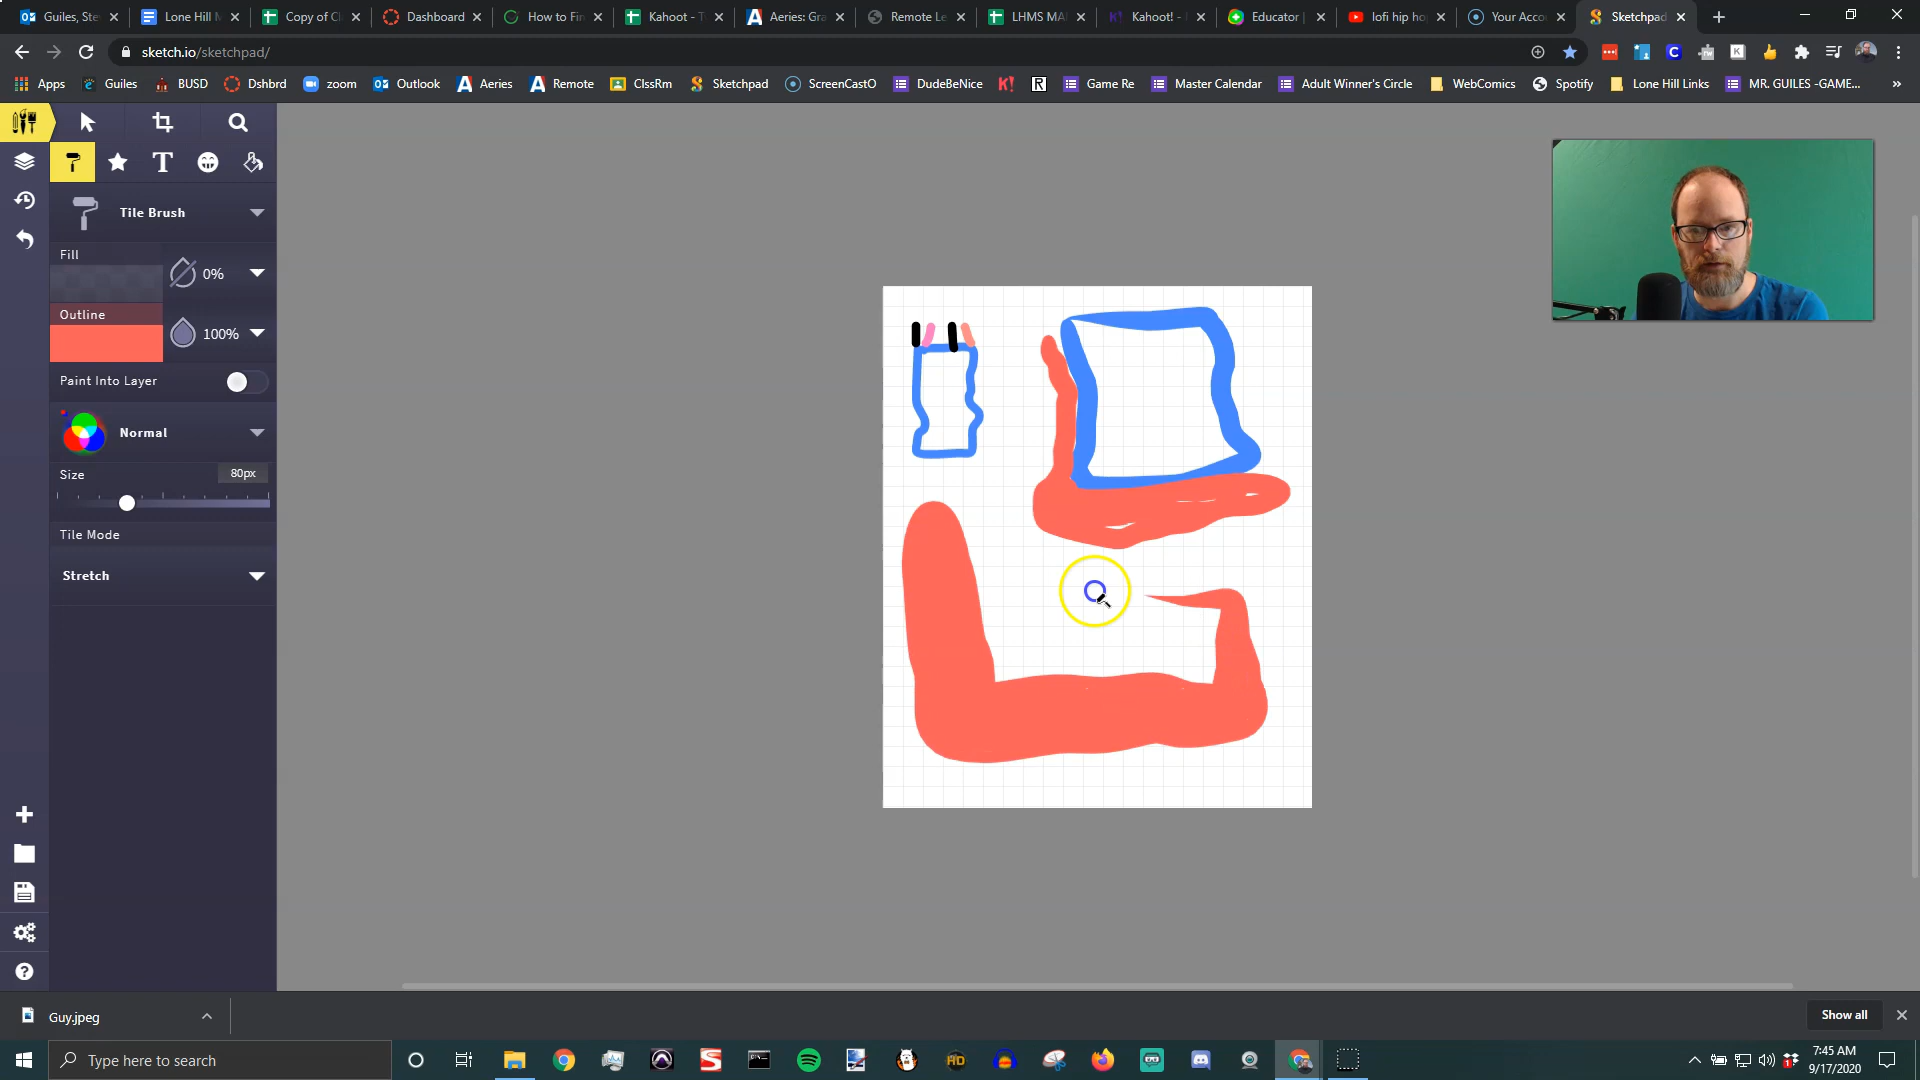 Guiles, Ste
Lone Hill M
Copy of Cl
Dashboard
How to Fin
Kahoot - T
Aeries: Gra
Remote Le
LHMS MA
Kahoot! -
Educator |
lofi hip ho
Your Acco
Sketchpad
sketch.io/sketchpad/
Apps
Guiles
BUSD
Dshbrd
zoom
Outlook
Aeries
Remote
ClssRm
Sketchpad
ScreenCastO
DudeBeNice
Game Re
Master Calendar
Adult Winner's Circle
WebComics
Spotify
Lone Hill Links
MR. GUILES -GAME...
Tile Brush
Fill
0%
Outline
100%
Paint Into Layer
Normal
Size
80px
Tile Mode
Stretch
Guy.jpeg
Show all
Type here to search
7:45 AM
9/17/2020